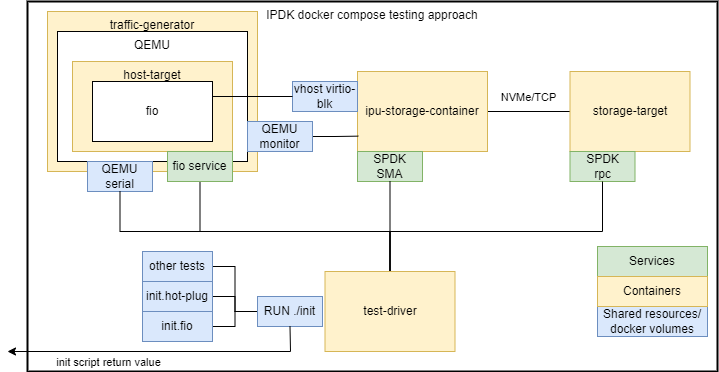 IPDK docker compose testing approach
traffic-generator
QEMU
host-target
fio
vhost virtio-
blk
ipu-storage-container
NVMe/TCP
storage-target
QEMU
monitor
QEMU
serial
fio service
SPDK
SMA
SPDK
rpc
other tests
init.hot-plug
init.fio
RUN ./init
test-driver
Services
Containers
Shared resources/
docker volumes
init script return value